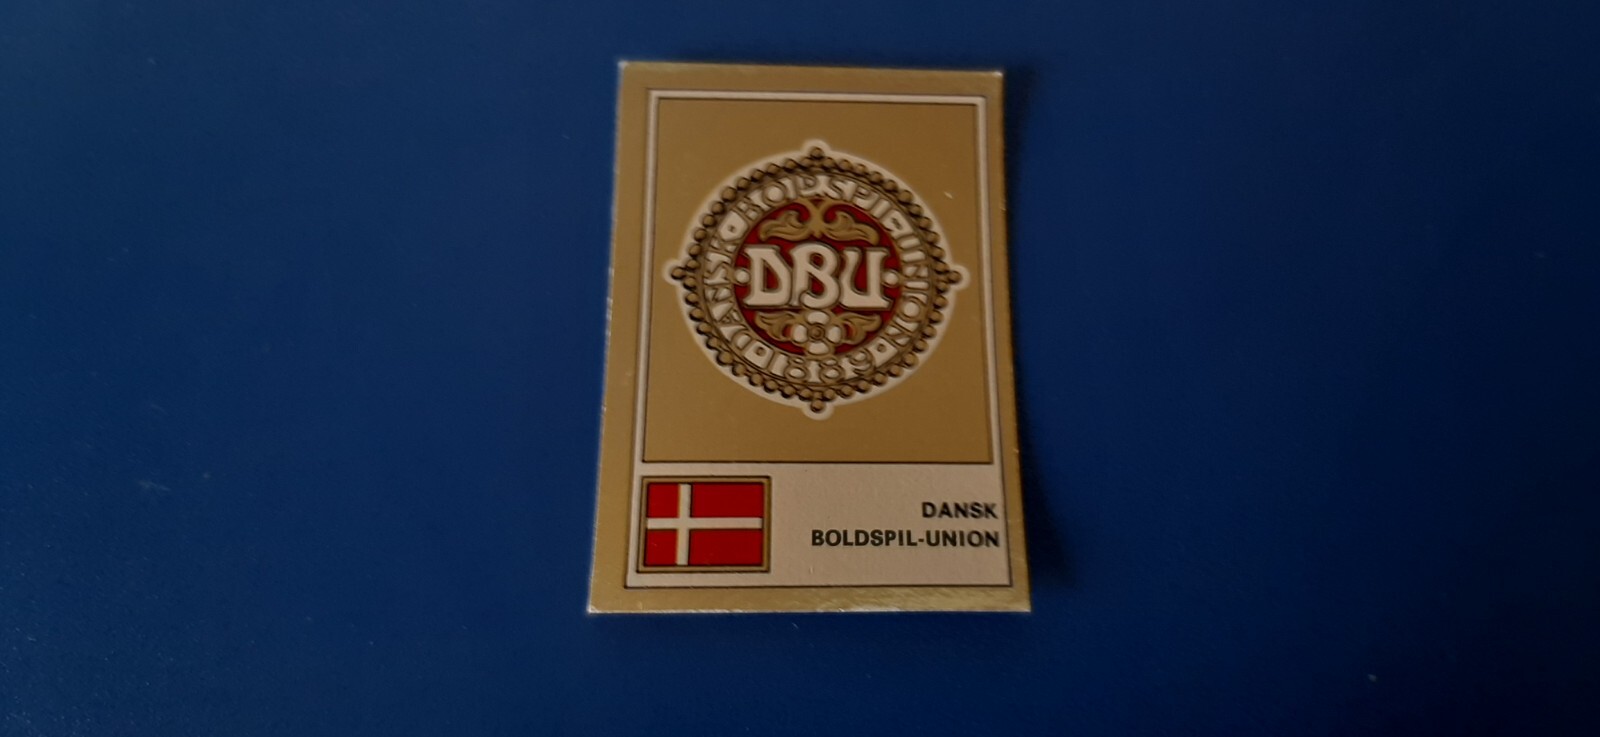 DANSK BOLDSPIL-UNION
1889
DBU
DANSK
BOLDSPIL-UNION